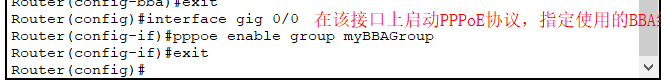 Router(config-bba)#exit
Router(config)#interface gig 0/0 在该接口上启动PPPoE协议，指定使用的BBA
Router(config-if)#pppoe enable group myBBAGroup
Router(config-if)#exit
Router(config)#